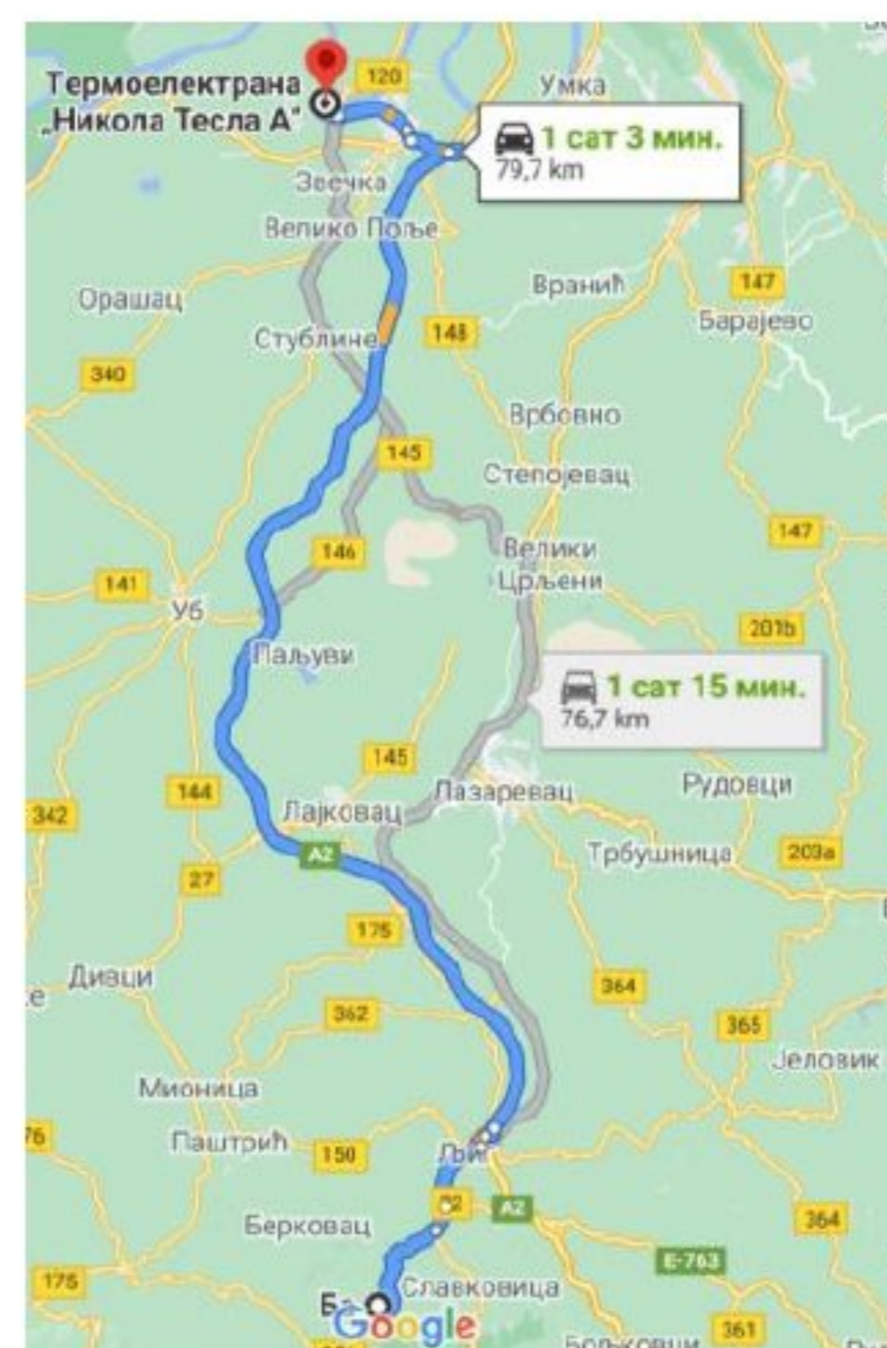 Термоелектрана
„Никола Тесла А"
120
Умка
1 сат 3 мин.
79,7 km
Звечка
Велико Поље
Орашац
Вранић
147
Барајево
Стублине
148
340
Врбовно
145
Степојевац
147
146
Велики
Црљени
141
Уб
201b
Паљуви
1 сат 15 мин.
76,7 km
145
144
Лазаревац
Рудовци
342
Лајковац
A2
Трбушница
203a
27
175
Дивци
364
362
365
Јеловик
Мионица
Паштрић
150
Љиг
A2
364
Берковац
E-763
175
Славковица
Google
361